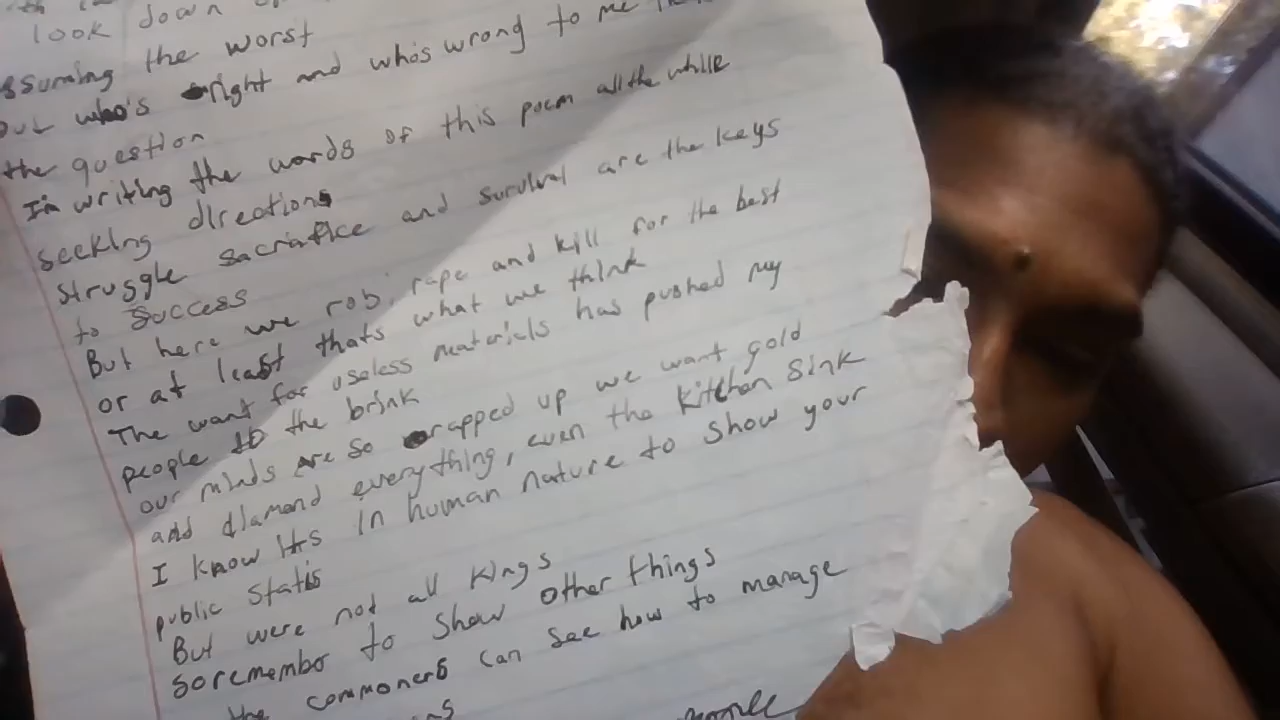 look down
the worst
but who's right and who's wrong to me
the question
I'm writing the words of this poem all the while
seeking directions
struggle sacrafice and survival are the keys
to success
But here we rob, rape and kill for the best
or at least thats what we think
The want for useless materials has pushed my
people to the brink
our minds are so rapped up we want gold
and diamond everything, even the kitchen sink
I know its in human nature to show your
public statis
But were not all kings
so remember to show other things
the commoners can see how to manage